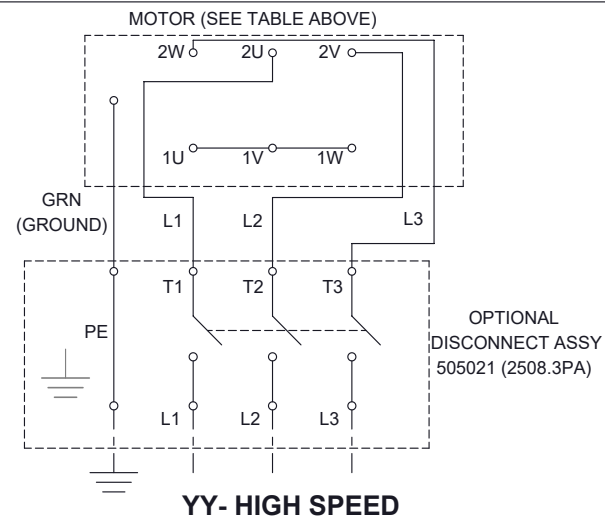 MOTOR (SEE TABLE ABOVE)
2W 2U 2V
1U 1V 1W
GRN
(GROUND)
L1 L2 L3
T1 T2 T3
PE
OPTIONAL
DISCONNECT ASSY
505021 (2508.3PA)
L1 L2 L3
YY- HIGH SPEED